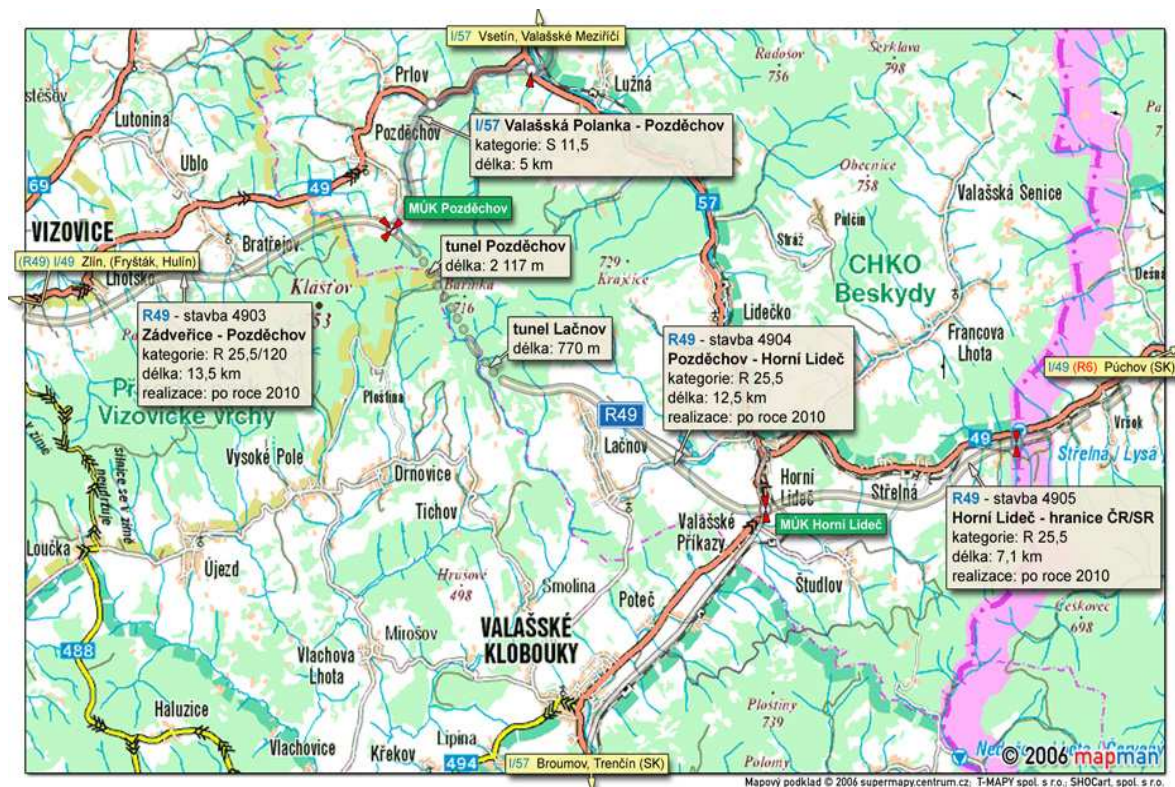 I/57 Vsetín, Valašské Meziříčí
Radošov
756
Serklava
798
Prlov
Lužná
Lutonina
Pozděchov
I/57 Valašská Polanka - Pozděchov
kategorie: S 11,5
délka: 5 km
Ublo
Obecnice
758
69
49
57
Valašská Senice
MÚK Pozděchov
Pulčín
VIZOVICE
Stráž
Bratřejov
tunel Pozděchov
délka: 2 117 m
729
Krajčice
CHKO
Beskydy
(R49) I/49 Zlín, (Fryšták, Hulín)
Lhotsko
Klášťov
716
Lidečko
R49 - stavba 4903
Zádveřice - Pozděchov
kategorie: R 25,5/120
délka: 13,5 km
realizace: po roce 2010
tunel Lačnov
délka: 770 m
R49 - stavba 4904
Pozděchov - Horní Lideč
kategorie: R 25,5
délka: 12,5 km
realizace: po roce 2010
Francova
Lhota
I/49 (R6) Púchov (SK)
Ploština
Vizovické vrchy
R49
Vršok
49
Lačnov
Střelná / Lysá
v zimě
silnice se v zimě
neudržuje
Vysoké Pole
Drnovice
Horní
Lideč
Střelná
R49 - stavba 4905
Horní Lideč - hranice ČR/SR
kategorie: R 25,5
délka: 7,1 km
realizace: po roce 2010
Tichov
Valašské
Příkazy
MÚK Horní Lideč
Loučka
Újezd
Hrušové
498
Smolina
Študlov
Poteč
698
Mirošov
VALAŠSKÉ
KLOBOUKY
488
Vlachova
Lhota
Haluzice
Ploštiny
739
Vlachovice
Lipina
Křekov
494
I/57 Broumov, Trenčín (SK)
Polomy
© 2006 mapman
Mapový podklad © 2006 supermapy.centrum.cz; T-MAPY spol. s r.o.; SHOCart, spol. s r.o.